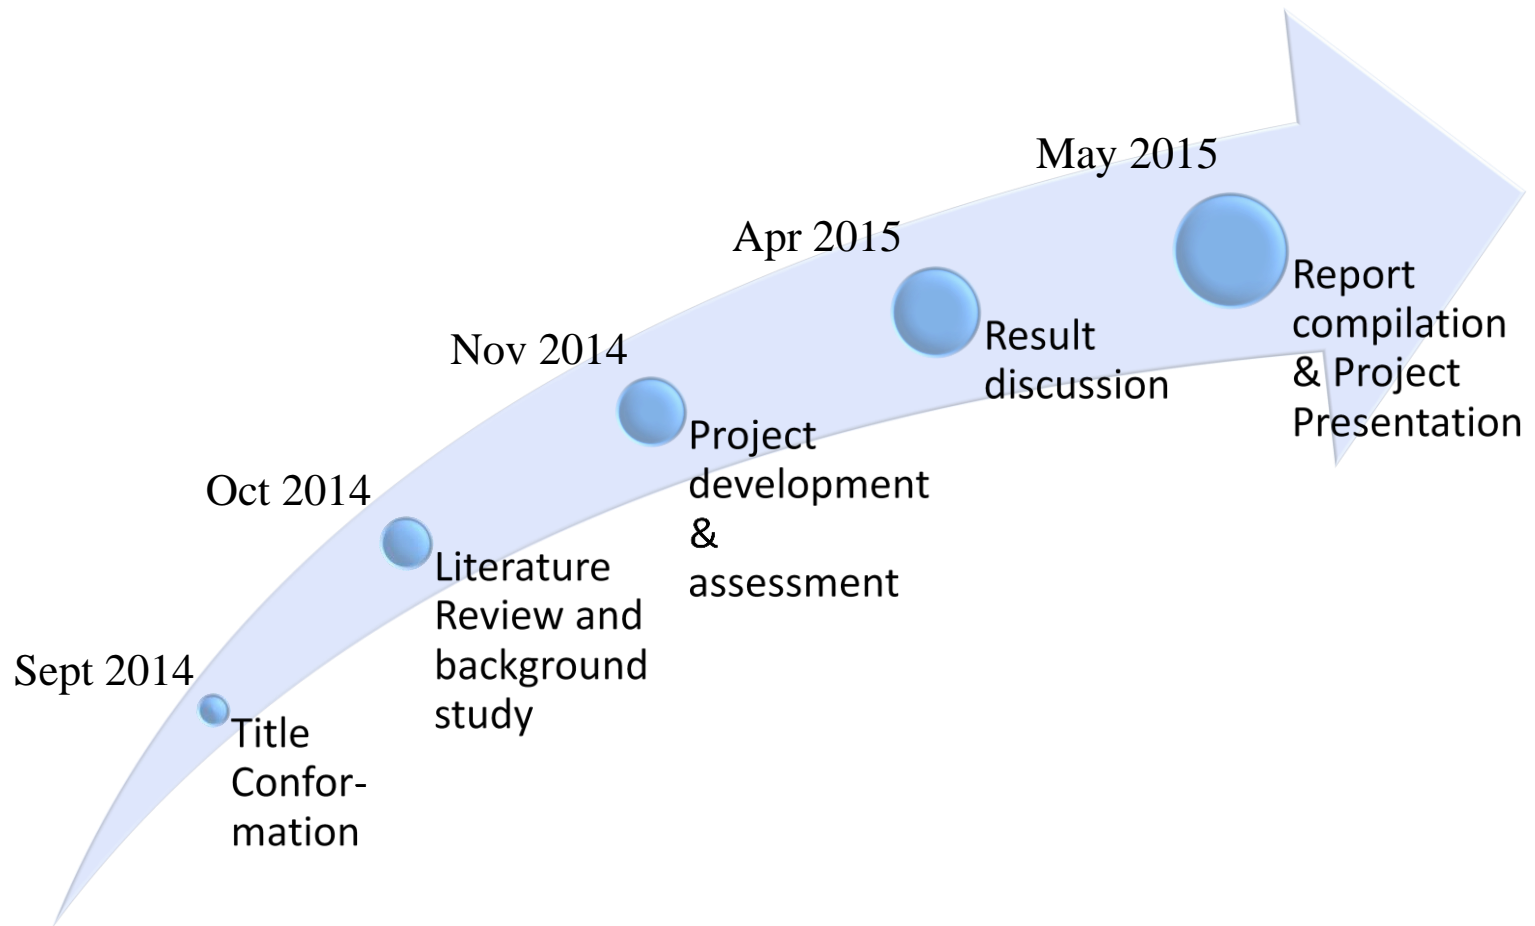 May 2015
Report
compilation
& Project
Presentation
Apr 2015
Result
discussion
Nov 2014
Project
development
&
assessment
Oct 2014
Literature
Review and
background
study
Sept 2014
Title
Confor-
mation